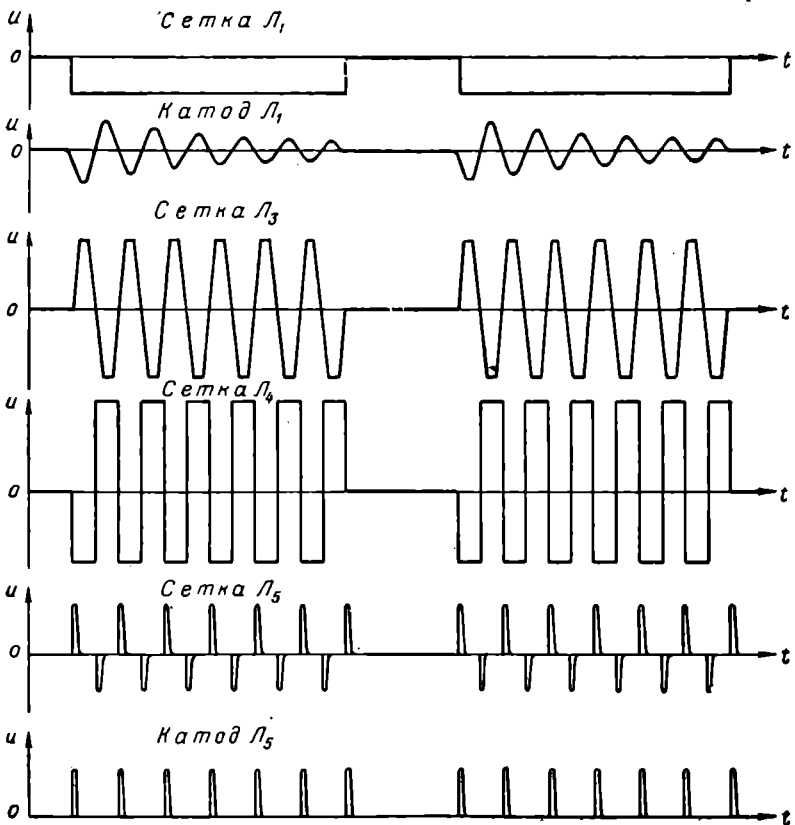 Сетка Л₁
u
0
t
Катод Л₁
u
0
t
Сетка Л₃
u
0
t
Сетка Л₄
u
0
t
Сетка Л₅
u
0
t
Катод Л₅
u
0
t